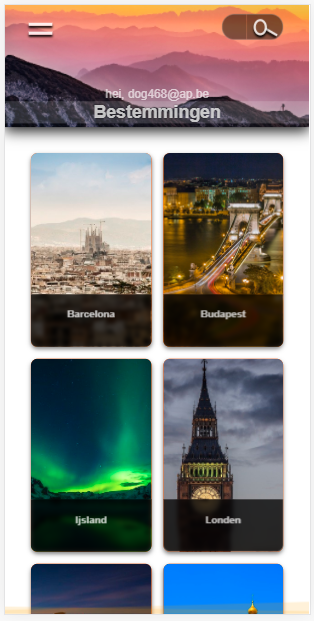 hei, dog468@ap.be
Bestemmingen
Barcelona
Budapest
Ijsland
Londen